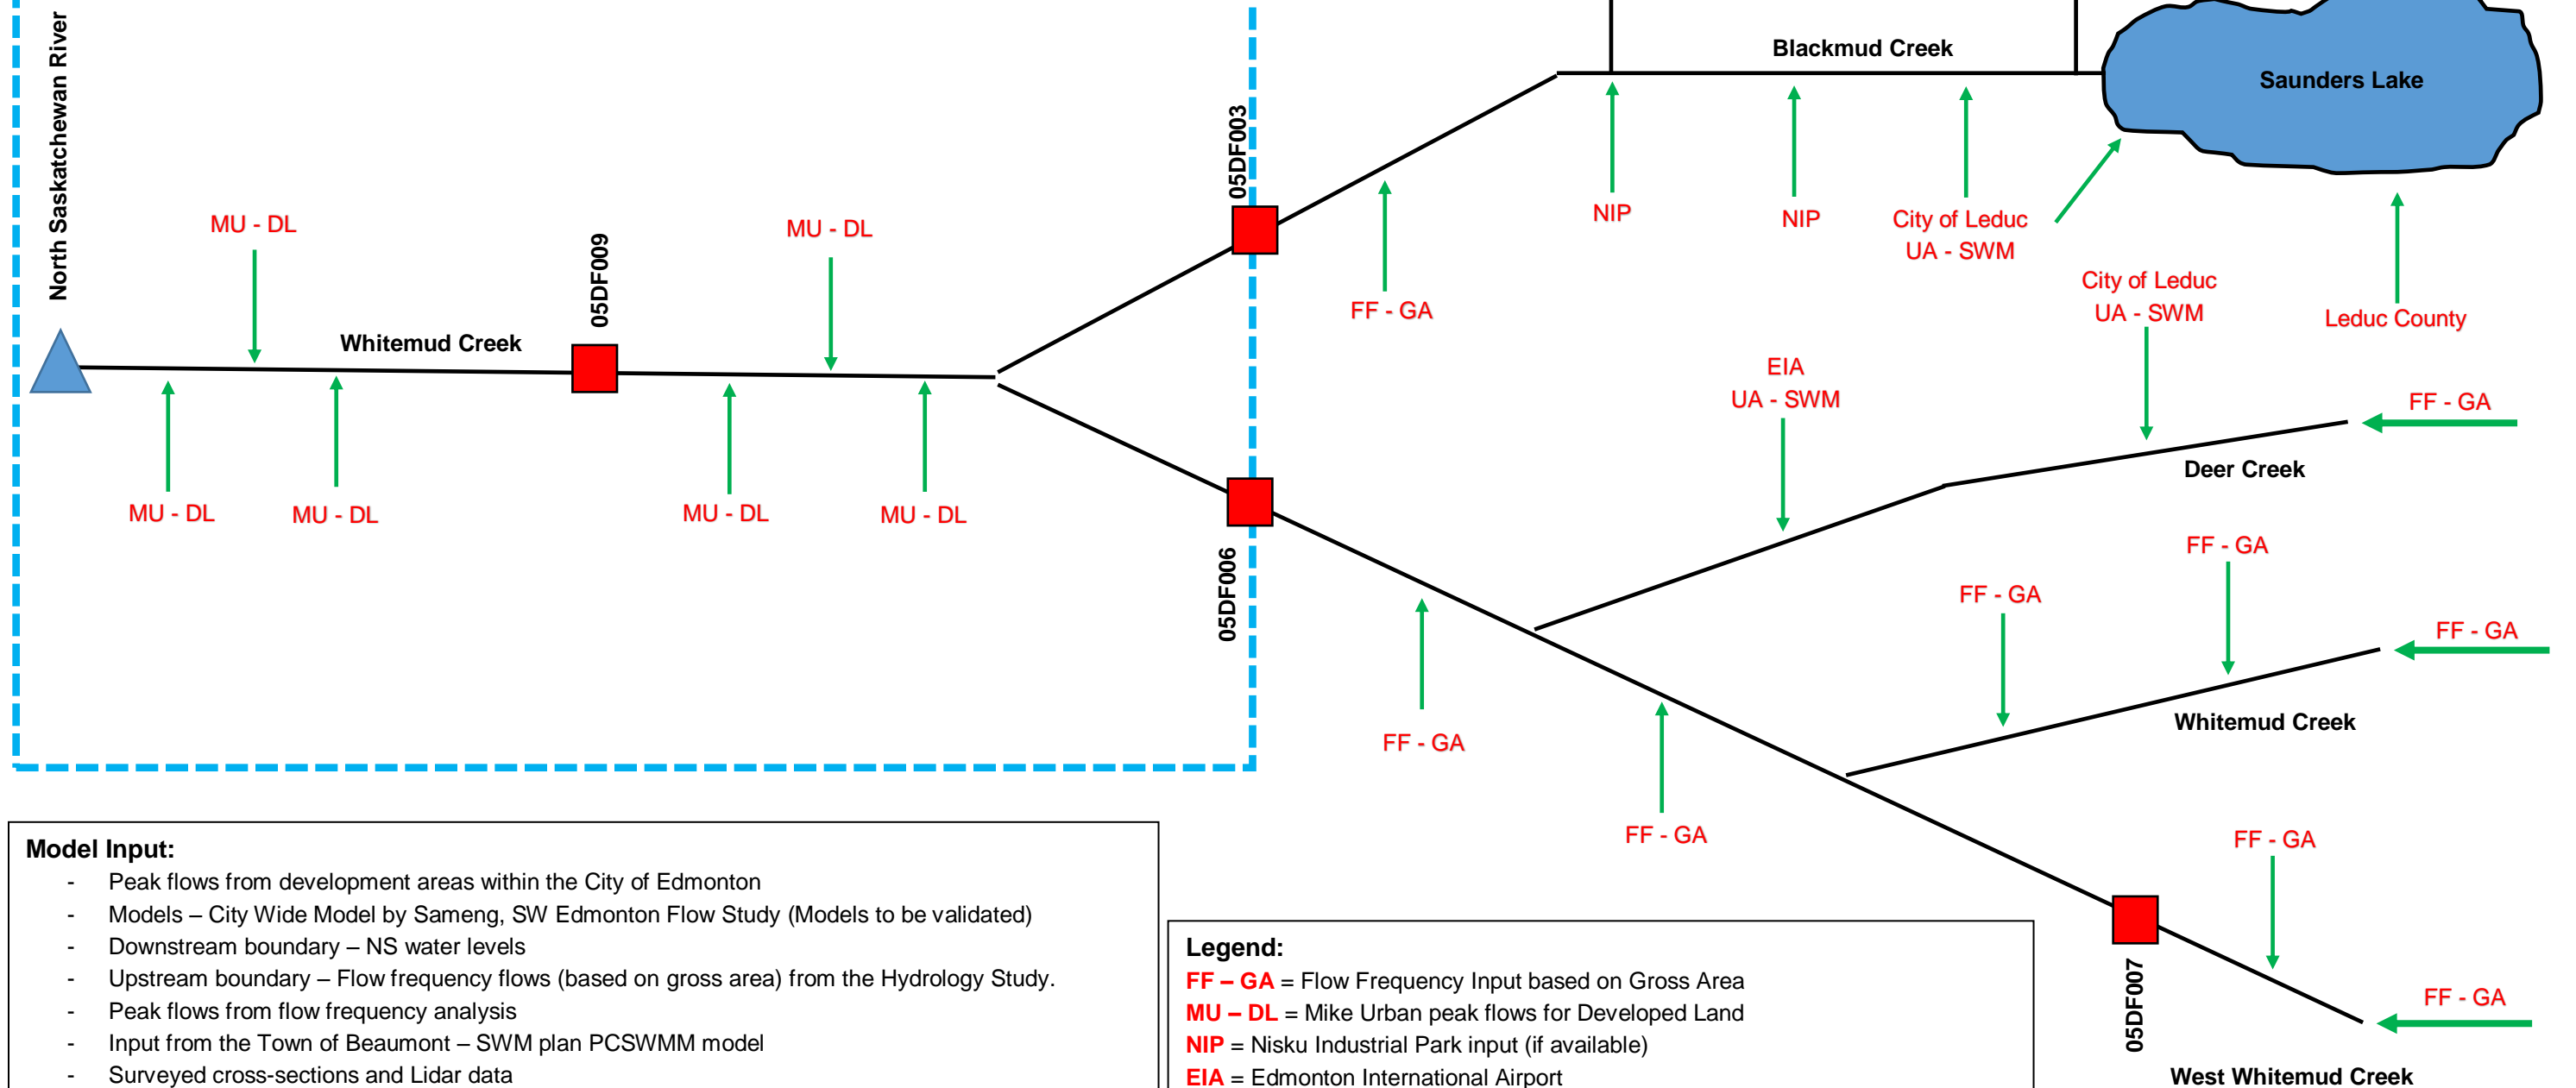 North Saskatchewan River
Blackmud Creek
Saunders Lake
05DF003
MU - DL
MU - DL
NIP
NIP
City of Leduc
UA - SWM
05DF009
FF - GA
City of Leduc
UA - SWM
Leduc County
Whitemud Creek
EIA
UA - SWM
FF - GA
Deer Creek
MU - DL
MU - DL
MU - DL
MU - DL
FF - GA
05DF006
FF - GA
FF - GA
Whitemud Creek
FF - GA
FF - GA
FF - GA
05DF007
FF - GA
West Whitemud Creek
Model Input:
- Peak flows from development areas within the City of Edmonton
- Models – City Wide Model by Sameng, SW Edmonton Flow Study (Models to be validated)
- Downstream boundary – NS water levels
- Upstream boundary – Flow frequency flows (based on gross area) from the Hydrology Study.
- Peak flows from flow frequency analysis
- Input from the Town of Beaumont – SWM plan PCSWMM model
- Surveyed cross-sections and Lidar data
Legend:
FF – GA = Flow Frequency Input based on Gross Area
MU – DL = Mike Urban peak flows for Developed Land
NIP = Nisku Industrial Park input (if available)
EIA = Edmonton International Airport